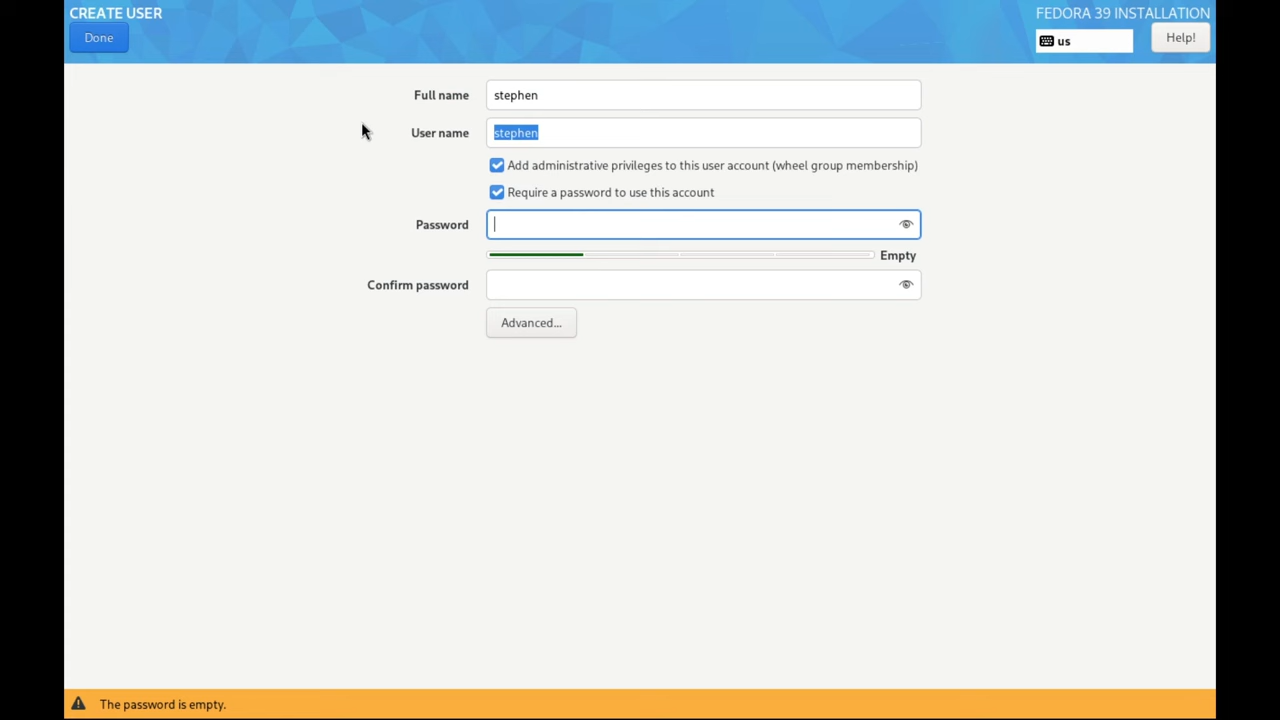 CREATE USER
FEDORA 39 INSTALLATION
Done
us
Help!
Full name
stephen
User name
stephen
Add administrative privileges to this user account (wheel group membership)
Require a password to use this account
Password
Empty
Confirm password
Advanced...
The password is empty.